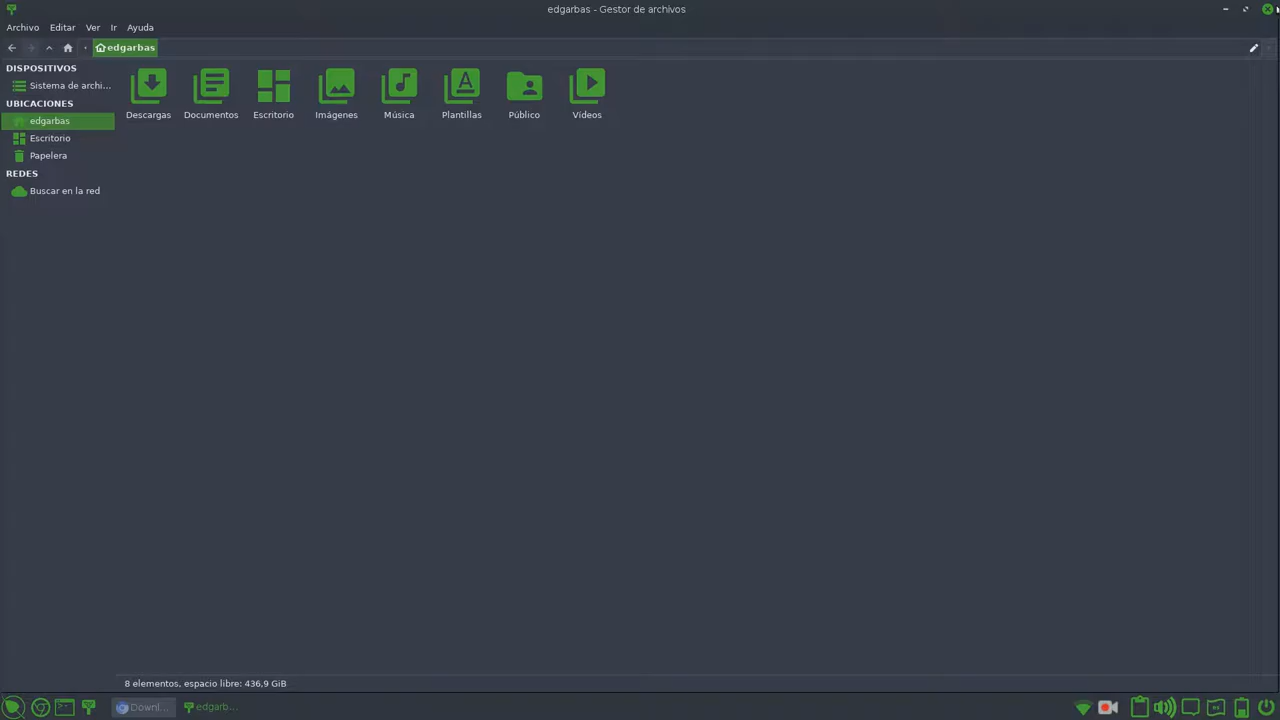 edgarbas - Gestor de archivos
Archivo Editar Ver Ir Ayuda
edgarbas
DISPOSITIVOS
Sistema de archi...
UBICACIONES
edgarbas
Escritorio
Papelera
REDES
Buscar en la red
Descargas Documentos Escritorio Imágenes Música Plantillas Público Vídeos
8 elementos, espacio libre: 436,9 GiB
Downl... edgarb...